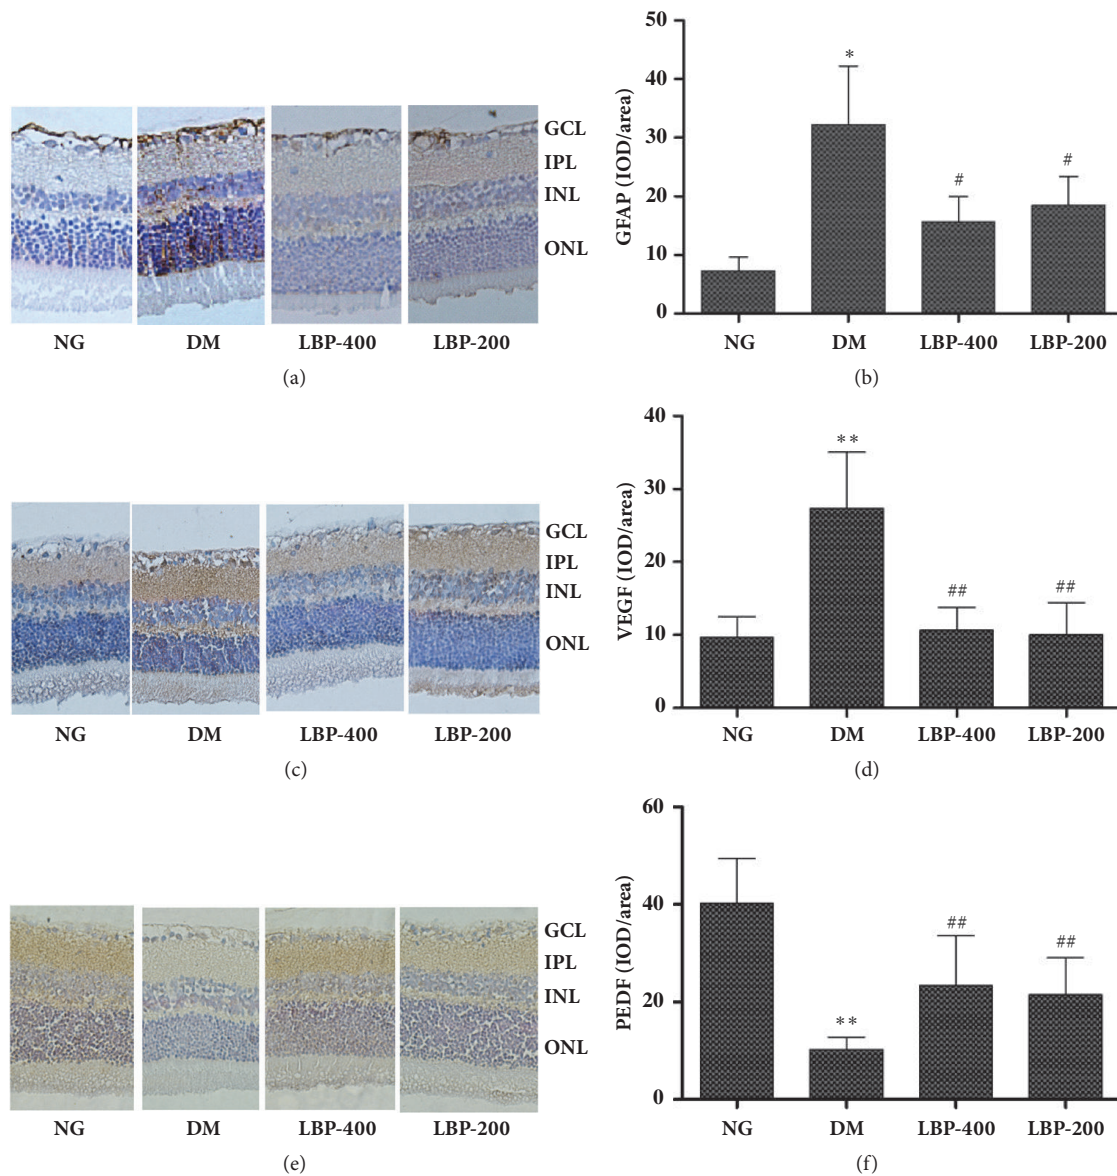 GCL
IPL
INL
ONL
NG DM LBP-400 LBP-200
(a)
GFAP (IOD/area)
50
40
30
20
10
0
*
#
#
NG DM LBP-400 LBP-200
(b)
GCL
IPL
INL
ONL
NG DM LBP-400 LBP-200
(c)
VEGF (IOD/area)
40
30
20
10
0
**
##
##
NG DM LBP-400 LBP-200
(d)
GCL
IPL
INL
ONL
NG DM LBP-400 LBP-200
(e)
PEDF (IOD/area)
60
40
20
0
**
##
##
NG DM LBP-400 LBP-200
(f)